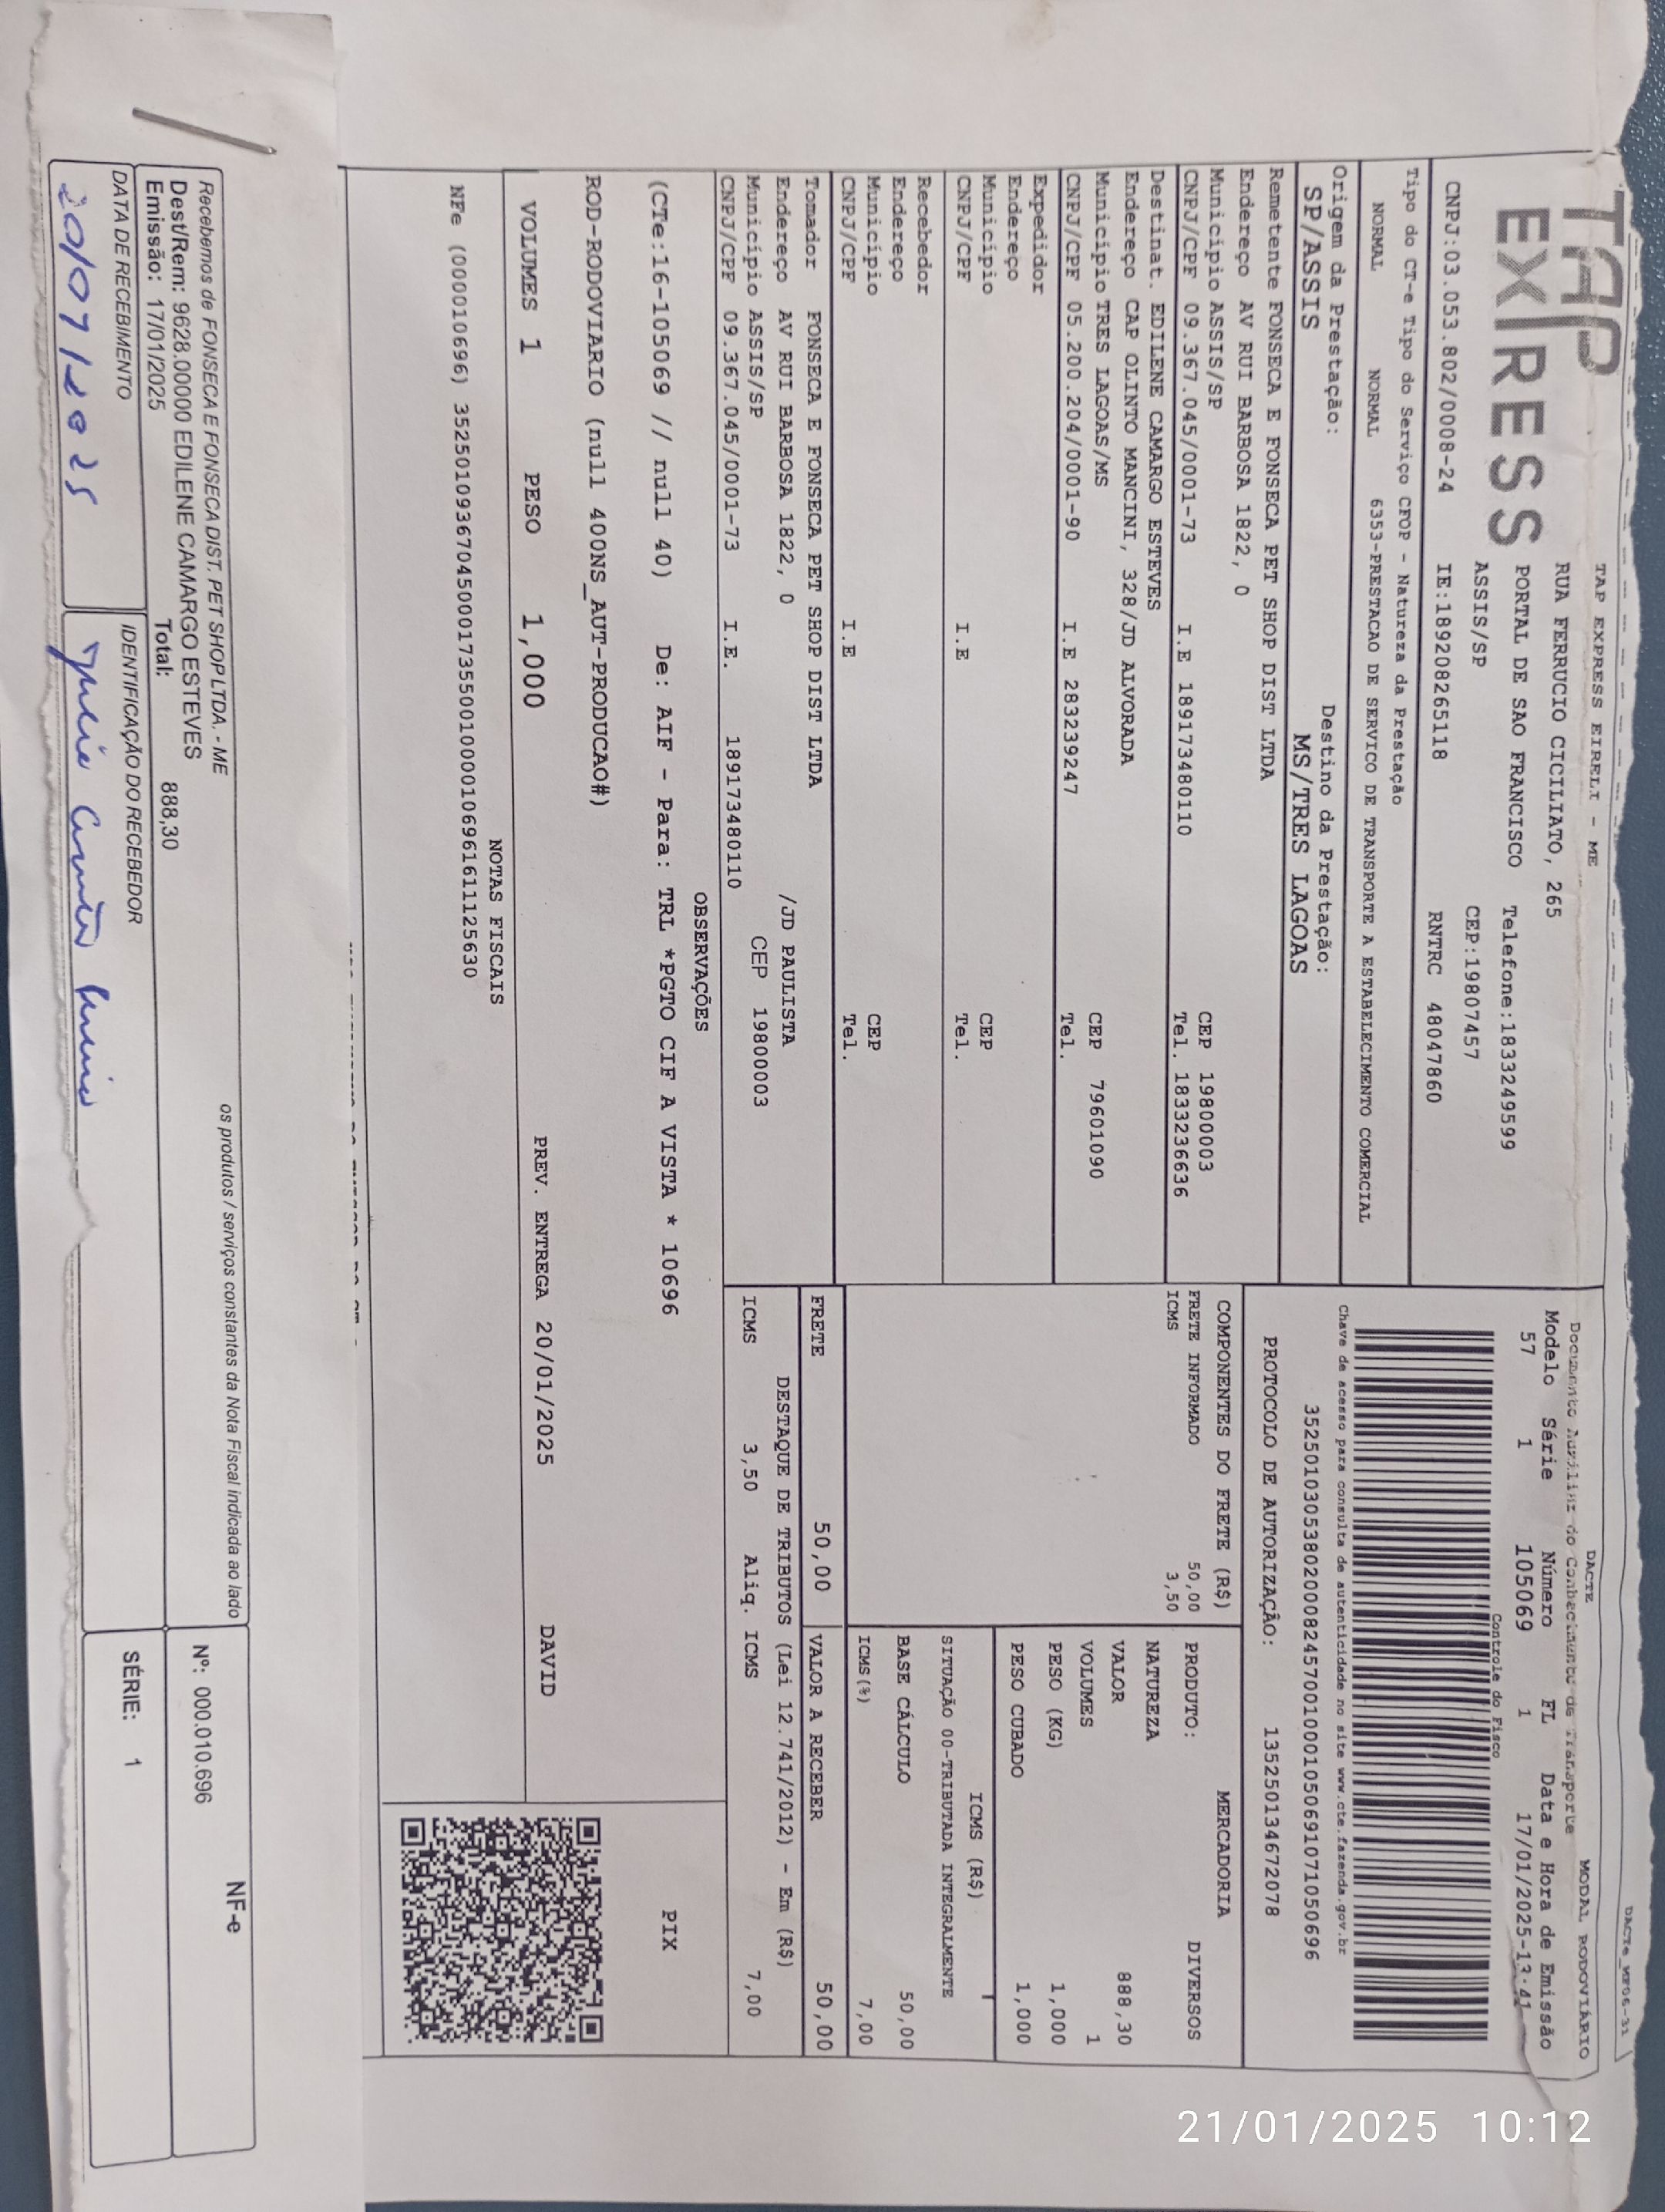 DACTe_MP06-31
TAP
EXPRESS
TAP EXPRESS EIRELI - ME
RUA FERRUCIO CICILIATO, 265
PORTAL DE SAO FRANCISCO Telefone:1833249599
ASSIS/SP CEP:19807457
CNPJ:03.053.802/0008-24 IE:189208265118 RNTRC 48047860
DACTE MODAL RODOVIÁRIO
Documento Auxiliar do Conhecimento de Transporte
Modelo Série Número FL Data e Hora de Emissão
57 1 105069 1 17/01/2025-13:41
Controle do Fisco
Chave de acesso para consulta de autenticidade no site www.cte.fazenda.gov.br
35250103053802000824570010001050691071050696
PROTOCOLO DE AUTORIZAÇÃO: 135250134672078
Tipo do CT-e Tipo do Serviço CFOP - Natureza da Prestação
NORMAL NORMAL 6353-PRESTACAO DE SERVICO DE TRANSPORTE A ESTABELECIMENTO COMERCIAL
Origem da Prestação: Destino da Prestação:
SP/ASSIS MS/TRES LAGOAS
Remetente FONSECA E FONSECA PET SHOP DIST LTDA
Endereço AV RUI BARBOSA 1822, 0
Município ASSIS/SP CEP 19800003
CNPJ/CPF 09.367.045/0001-73 I.E 189173480110 Tel. 1833236636
Destinat. EDILENE CAMARGO ESTEVES
Endereço CAP OLINTO MANCINI, 328/JD ALVORADA
Município TRES LAGOAS/MS CEP 79601090
CNPJ/CPF 05.200.204/0001-90 I.E 283239247 Tel.
Expedidor
Endereço
Município CEP
CNPJ/CPF I.E Tel.
Recebedor
Endereço
Município CEP
CNPJ/CPF I.E Tel.
Tomador FONSECA E FONSECA PET SHOP DIST LTDA
Endereço AV RUI BARBOSA 1822, 0 /JD PAULISTA
Município ASSIS/SP CEP 19800003
CNPJ/CPF 09.367.045/0001-73 I.E. 189173480110
COMPONENTES DO FRETE (R$)
FRETE INFORMADO 50,00
ICMS 3,50
MERCADORIA
PRODUTO: DIVERSOS
NATUREZA
VALOR 888,30
VOLUMES 1
PESO (KG) 1,000
PESO CUBADO 1,000
ICMS (R$)
SITUAÇÃO 00-TRIBUTADA INTEGRALMENTE
BASE CÁLCULO 50,00
ICMS(%) 7,00
FRETE 50,00 VALOR A RECEBER 50,00
DESTAQUE DE TRIBUTOS (Lei 12.741/2012) - Em (R$)
ICMS 3,50 Aliq. ICMS 7,00
OBSERVAÇÕES
(CTe:16-105069 // null 40) De: AIF - Para: TRL *PGTO CIF A VISTA * 10696
PIX
ROD-RODOVIARIO (null 400NS_AUT-PRODUCAO#)
VOLUMES 1 PESO 1,000 PREV. ENTREGA 20/01/2025 DAVID
NOTAS FISCAIS
NFe (000010696) 35250109367045000173550010000106961611125630
Recebemos de FONSECA E FONSECA DIST. PET SHOP LTDA. - ME os produtos / serviços constantes da Nota Fiscal indicada ao lado
Dest/Rem: 9628.00000 EDILENE CAMARGO ESTEVES
Emissão: 17/01/2025 Total: 888,30
DATA DE RECEBIMENTO IDENTIFICAÇÃO DO RECEBEDOR
NF-e
Nº: 000.010.696
SÉRIE: 1
21/01/2025 10:12